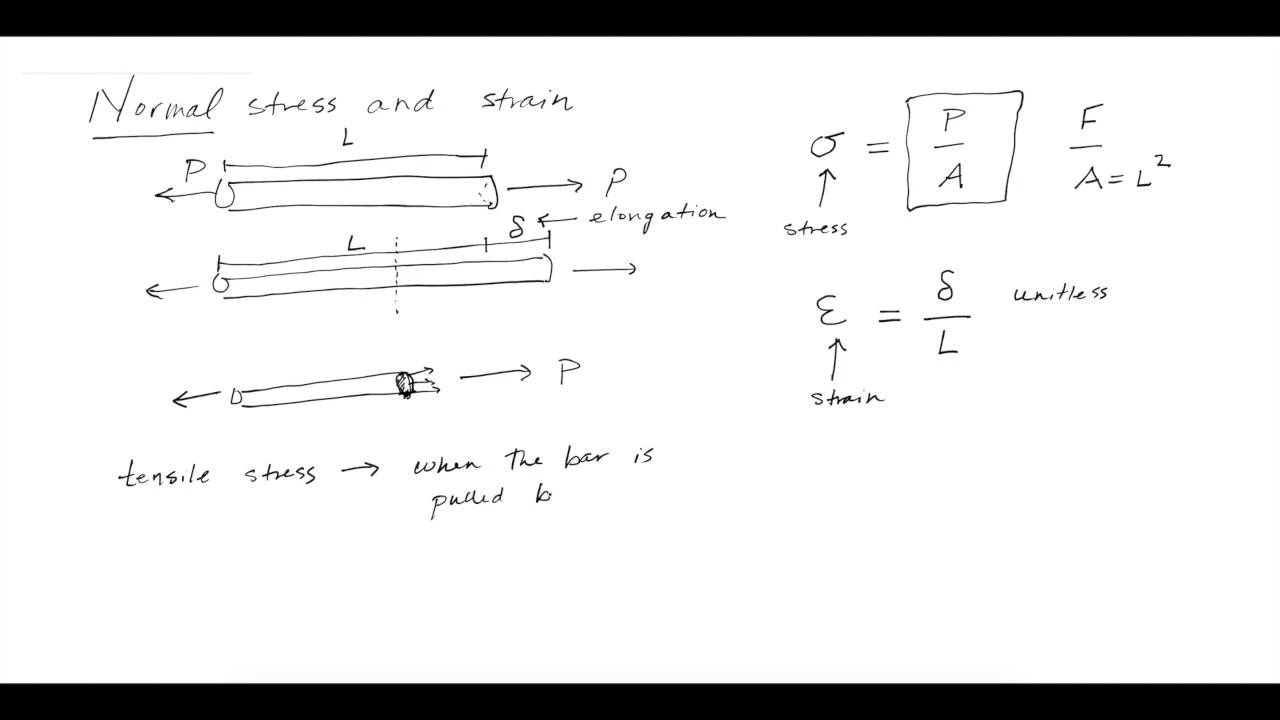 Normal stress and strain
L
P
P
δ ← elongation
L
P
tensile stress → when the bar is
pulled b
σ = P/A F/A = L²
↑
stress
ε = δ/L unitless
↑
strain